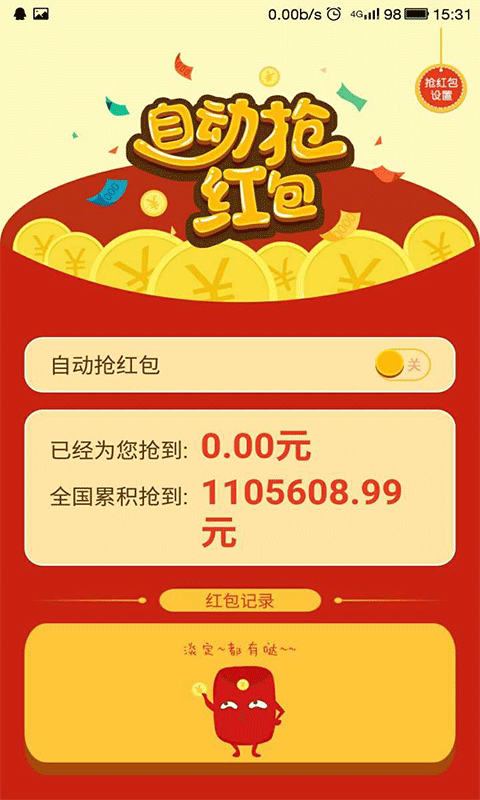 0.00b/s 4G 98 15:31
抢红包
设置
自动抢
红包
自动抢红包
关
已经为您抢到: 0.00元
全国累积抢到: 1105608.99
元
红包记录
淡定~都有哒~~